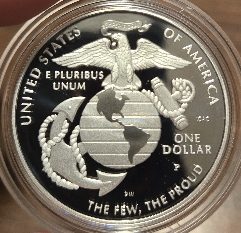 UNITED STATES OF AMERICA
E PLURIBUS
UNUM
ONE
DOLLAR
P
THE FEW, THE PROUD